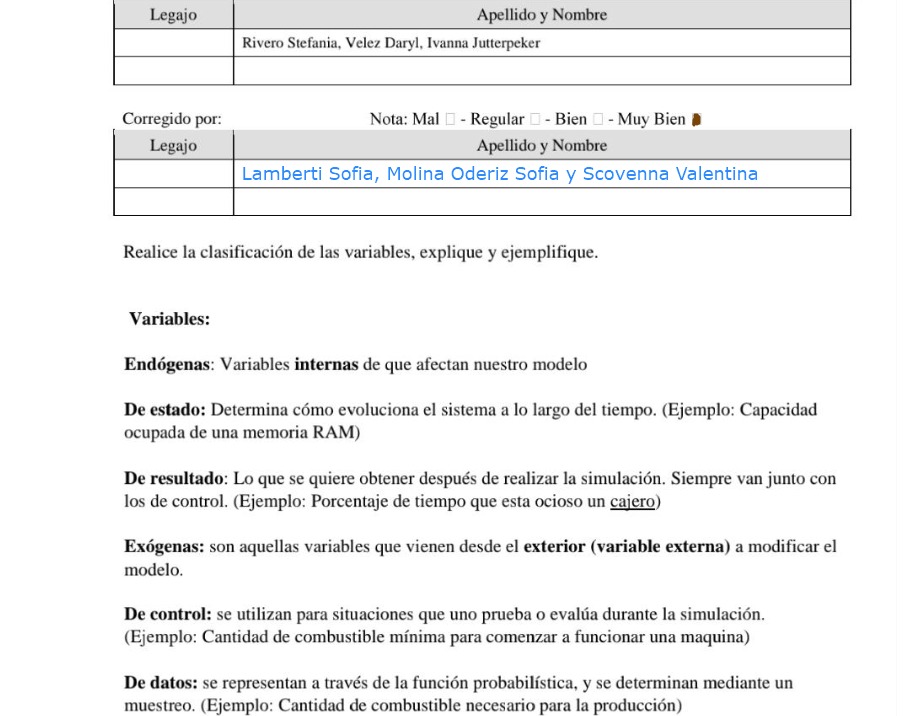 Legajo Apellido y Nombre
Rivero Stefania, Velez Daryl, Ivanna Jutterpeker
Corregido por: Nota: Mal □ - Regular □ - Bien □ - Muy Bien
Legajo Apellido y Nombre
Lamberti Sofia, Molina Oderiz Sofia y Scovenna Valentina
Realice la clasificación de las variables, explique y ejemplifique.
Variables:
Endógenas: Variables internas de que afectan nuestro modelo
De estado: Determina cómo evoluciona el sistema a lo largo del tiempo. (Ejemplo: Capacidad
ocupada de una memoria RAM)
De resultado: Lo que se quiere obtener después de realizar la simulación. Siempre van junto con
los de control. (Ejemplo: Porcentaje de tiempo que esta ocioso un cajero)
Exógenas: son aquellas variables que vienen desde el exterior (variable externa) a modificar el
modelo.
De control: se utilizan para situaciones que uno prueba o evalúa durante la simulación.
(Ejemplo: Cantidad de combustible mínima para comenzar a funcionar una maquina)
De datos: se representan a través de la función probabilística, y se determinan mediante un
muestreo. (Ejemplo: Cantidad de combustible necesario para la producción)